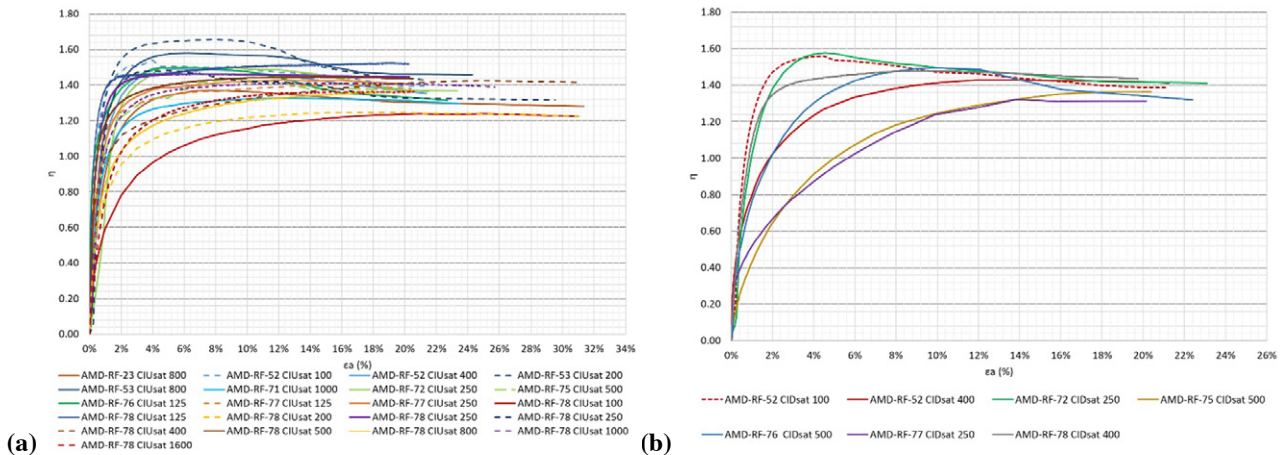 1.80
1.60
1.40
1.20
1.00
η
0.80
0.60
0.40
0.20
0.00
0% 2% 4% 6% 8% 10% 12% 14% 16% 18% 20% 22% 24% 26% 28% 30% 32% 34%
εa (%)
AMD-RF-23 CIUsat 800 AMD-RF-52 CIUsat 100 AMD-RF-52 CIUsat 400 AMD-RF-53 CIUsat 200
AMD-RF-53 CIUsat 800 AMD-RF-71 CIUsat 1000 AMD-RF-72 CIUsat 250 AMD-RF-75 CIUsat 500
AMD-RF-76 CIUsat 125 AMD-RF-77 CIUsat 125 AMD-RF-77 CIUsat 250 AMD-RF-78 CIUsat 100
AMD-RF-78 CIUsat 125 AMD-RF-78 CIUsat 200 AMD-RF-78 CIUsat 250 AMD-RF-78 CIUsat 250
AMD-RF-78 CIUsat 400 AMD-RF-78 CIUsat 500 AMD-RF-78 CIUsat 800 AMD-RF-78 CIUsat 1000
AMD-RF-78 CIUsat 1600
(a)
1.80
1.60
1.40
1.20
1.00
η
0.80
0.60
0.40
0.20
0.00
0% 2% 4% 6% 8% 10% 12% 14% 16% 18% 20% 22% 24% 26%
εa (%)
AMD-RF-52 CIDsat 100 AMD-RF-52 CIDsat 400 AMD-RF-72 CIDsat 250 AMD-RF-75 CIDsat 500
AMD-RF-76 CIDsat 500 AMD-RF-77 CIDsat 250 AMD-RF-78 CIDsat 400
(b)